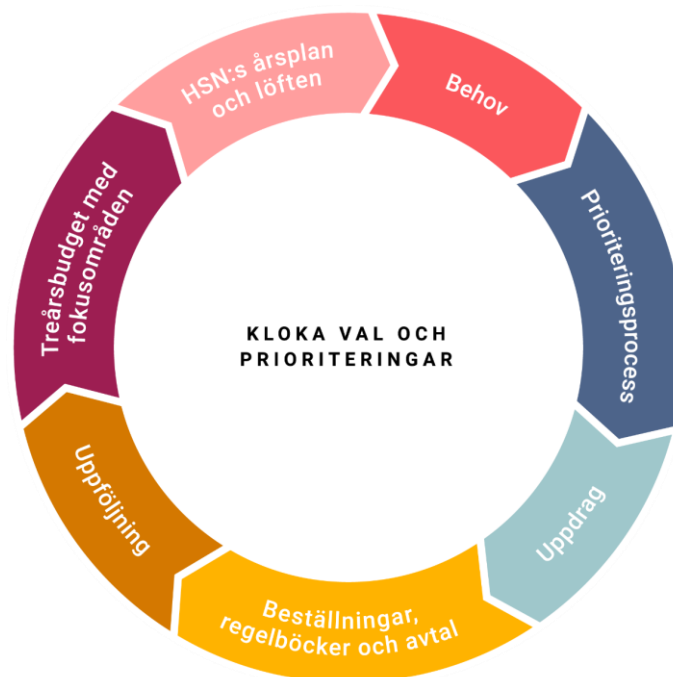 HSN:s årsplan
och löften
Behov
Prioriteringsprocess
Uppdrag
Beställningar,
regelböcker och avtal
Uppföljning
Treårsbudget med
fokusområden
KLOKA VAL OCH
PRIORITERINGAR